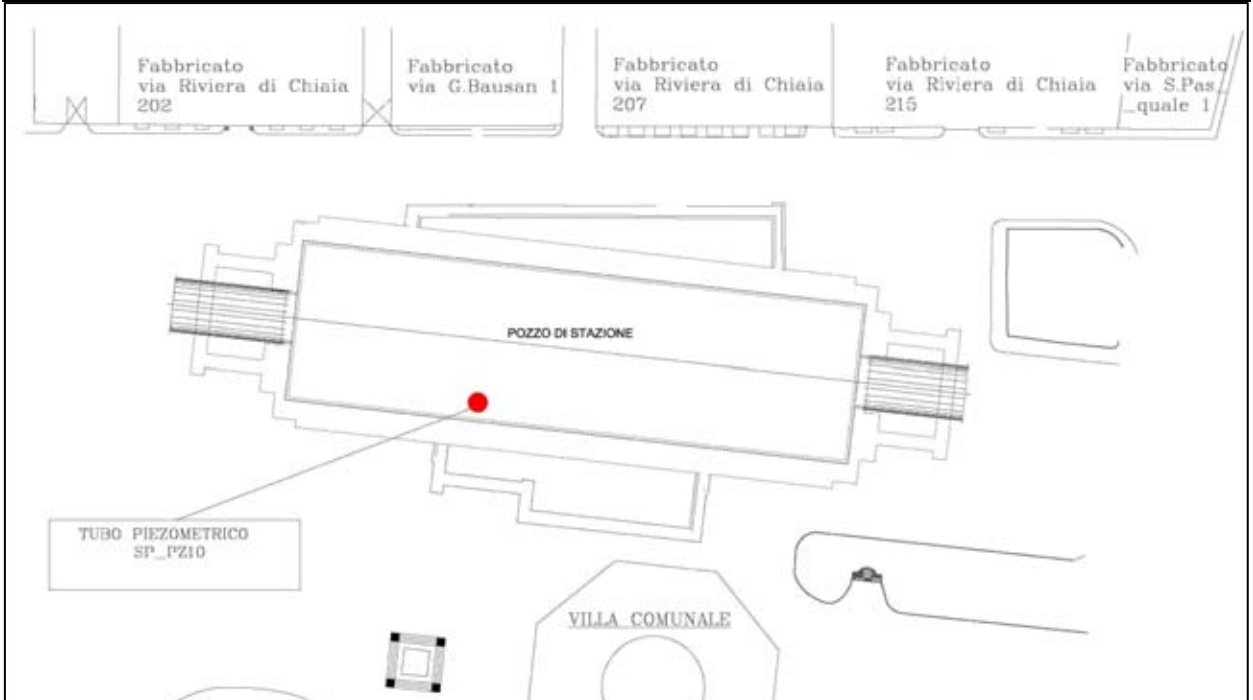 Fabbricato
via Riviera di Chiaia
202
Fabbricato
via G.Bausan 1
Fabbricato
via Riviera di Chiaia
207
Fabbricato
via Riviera di Chiaia
215
Fabbricato
via S.Pas_
_quale 1
POZZO DI STAZIONE
TUBO PIEZOMETRICO
SP_PZ10
VILLA COMUNALE